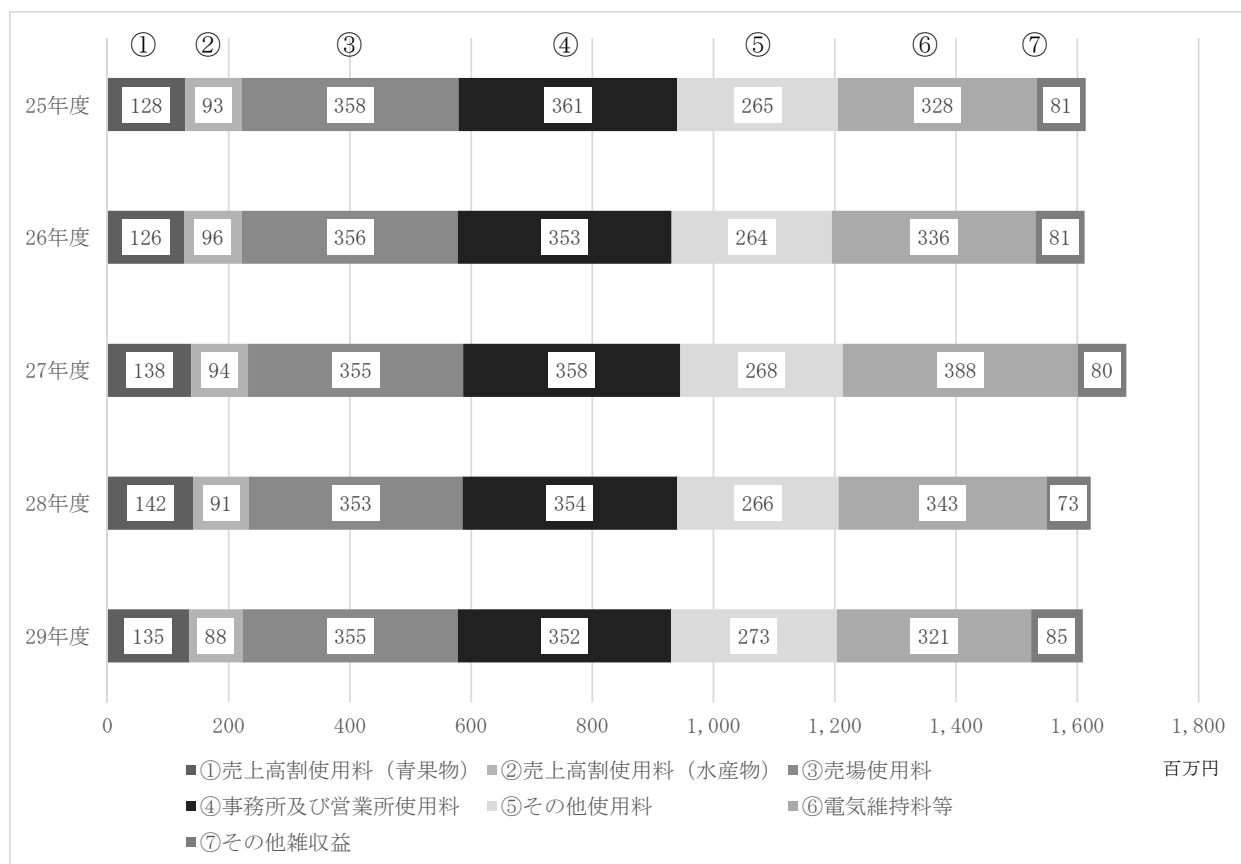 ① ② ③ ④ ⑤ ⑥ ⑦
25年度 128 93 358 361 265 328 81
26年度 126 96 356 353 264 336 81
27年度 138 94 355 358 268 388 80
28年度 142 91 353 354 266 343 73
29年度 135 88 355 352 273 321 85
0 200 400 600 800 1,000 1,200 1,400 1,600 1,800
■①売上高割使用料（青果物） ■②売上高割使用料（水産物） ■③売場使用料
百万円
■④事務所及び営業所使用料 ■⑤その他使用料 ■⑥電気維持料等
■⑦その他雑収益